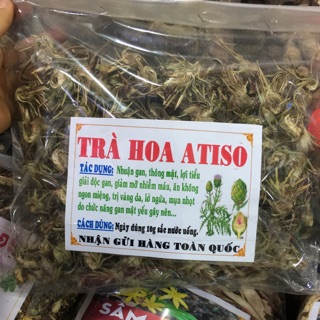 TRÀ HOA ATISÔ
TÁC DỤNG: Nhuận gan, thông mật, lợi tiểu
giải độc gan, giảm mỡ nhiễm máu, ăn không
ngon miệng, trị vàng da, lở ngứa, mụn nhọt
do chức năng gan mật yếu gây nên...
CÁCH DÙNG: Ngày dùng 10g sắc nước uống.
NHẬN GỬI HÀNG TOÀN QUỐC
SÂM